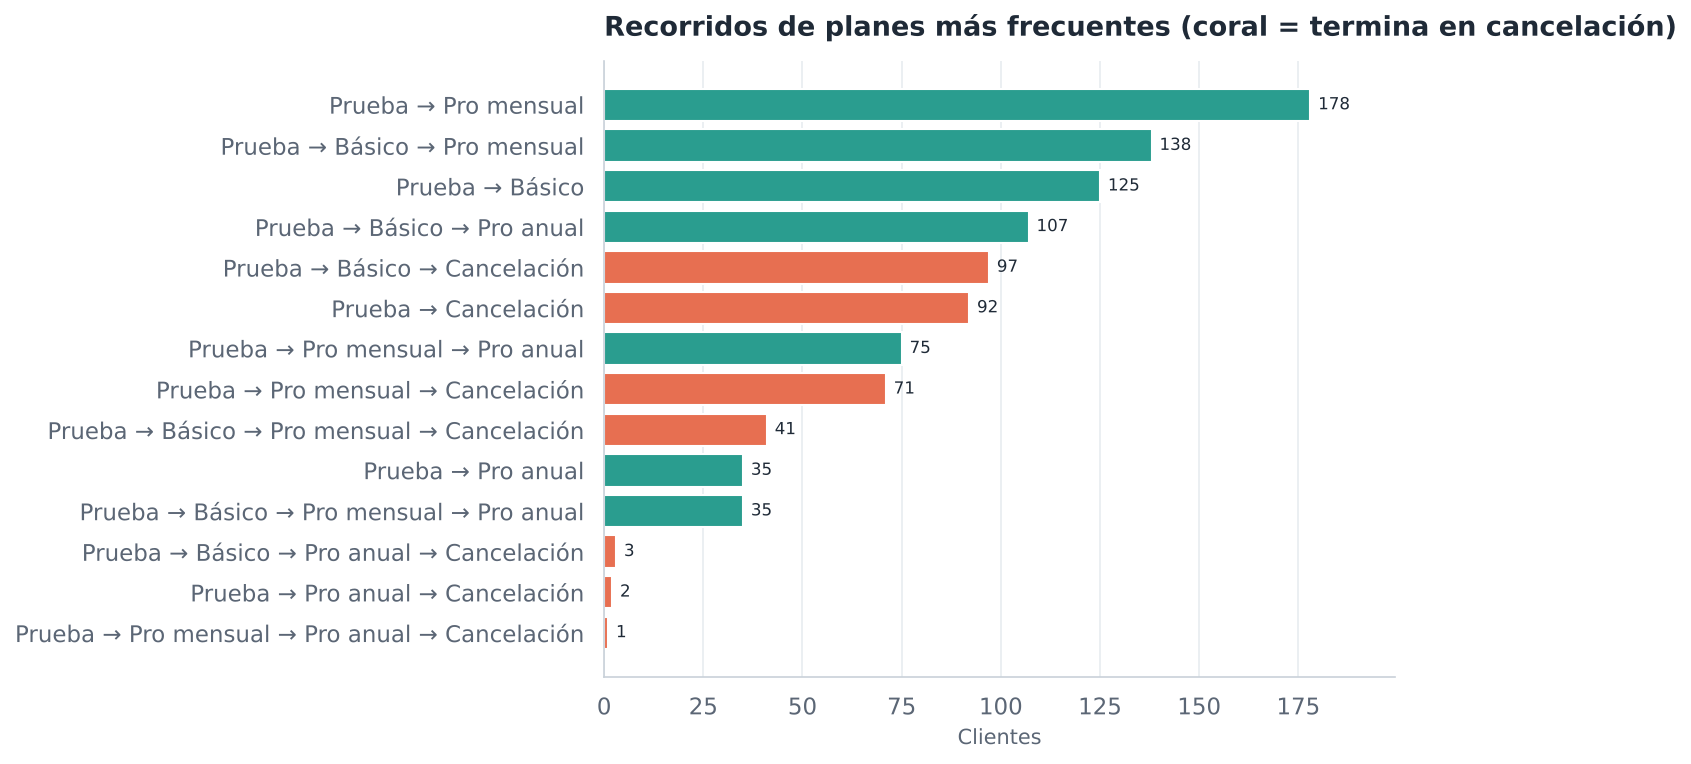 Recorridos de planes más frecuentes (coral = termina en cancelación)
Prueba → Pro mensual 178
Prueba → Básico → Pro mensual 138
Prueba → Básico 125
Prueba → Básico → Pro anual 107
Prueba → Básico → Cancelación 97
Prueba → Cancelación 92
Prueba → Pro mensual → Pro anual 75
Prueba → Pro mensual → Cancelación 71
Prueba → Básico → Pro mensual → Cancelación 41
Prueba → Pro anual 35
Prueba → Básico → Pro mensual → Pro anual 35
Prueba → Básico → Pro anual → Cancelación 3
Prueba → Pro anual → Cancelación 2
Prueba → Pro mensual → Pro anual → Cancelación 1
0 25 50 75 100 125 150 175
Clientes